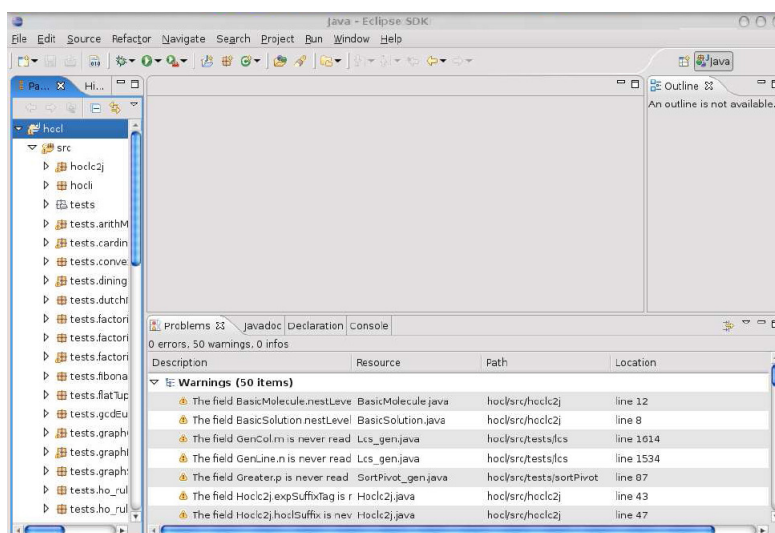 Java - Eclipse SDK
File Edit Source Refactor Navigate Search Project Run Window Help
Java
Pa... Hi...
Outline
An outline is not available.
hocl
src
hoclc2j
hocli
tests
tests.arithM
tests.cardin
tests.conve
tests.dining
tests.dutchF
tests.factori
tests.factori
tests.factori
tests.fibona
tests.flatTup
tests.gcdEu
tests.graph
tests.graph
tests.graph
tests.ho_rul
tests.ho_rul
Problems Javadoc Declaration Console
0 errors, 50 warnings, 0 infos
Description Resource Path Location
Warnings (50 items)
The field BasicMolecule.nestLeve BasicMolecule.java hocl/src/hoclc2j line 12
The field BasicSolution.nestLevel BasicSolution.java hocl/src/hoclc2j line 8
The field GenCol.m is never read Lcs_gen.java hocl/src/tests/lcs line 1614
The field GenLine.n is never read Lcs_gen.java hocl/src/tests/lcs line 1534
The field Greater.p is never read SortPivot_gen.java hocl/src/tests/sortPivot line 87
The field Hoclc2j.expSuffixTag is r Hoclc2j.java hocl/src/hoclc2j line 43
The field Hoclc2j.hoclSuffix is nev Hoclc2j.java hocl/src/hoclc2j line 47